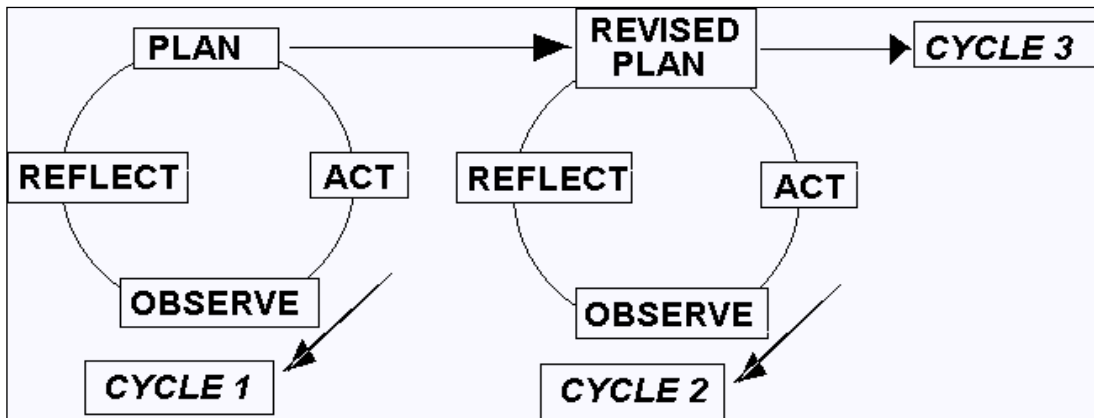 PLAN
REVISED
PLAN
CYCLE 3
REFLECT
ACT
REFLECT
ACT
OBSERVE
OBSERVE
CYCLE 1
CYCLE 2